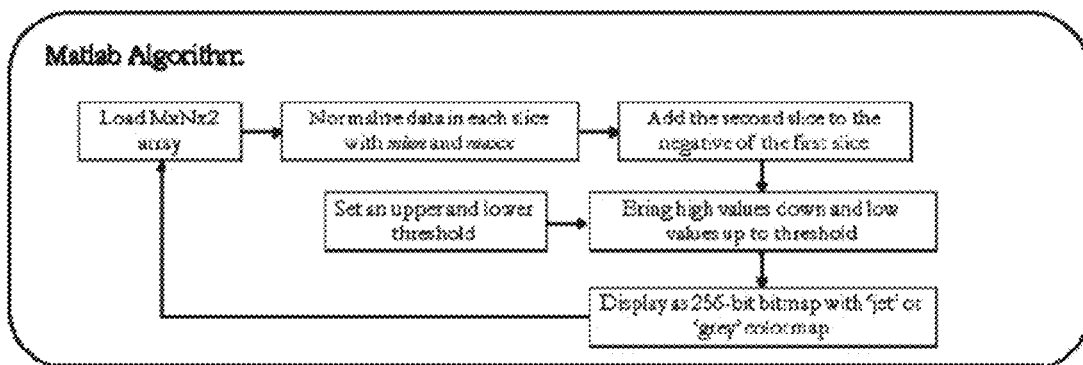 Matlab Algorithm:
Load MxNx2
array
Normalize data in each slice
with min and max
Add the second slice to the
negative of the first slice
Set an upper and lower
threshold
Bring high values down and low
values up to threshold
Display as 256-bit bitmap with 'jet' or
'grey' color map